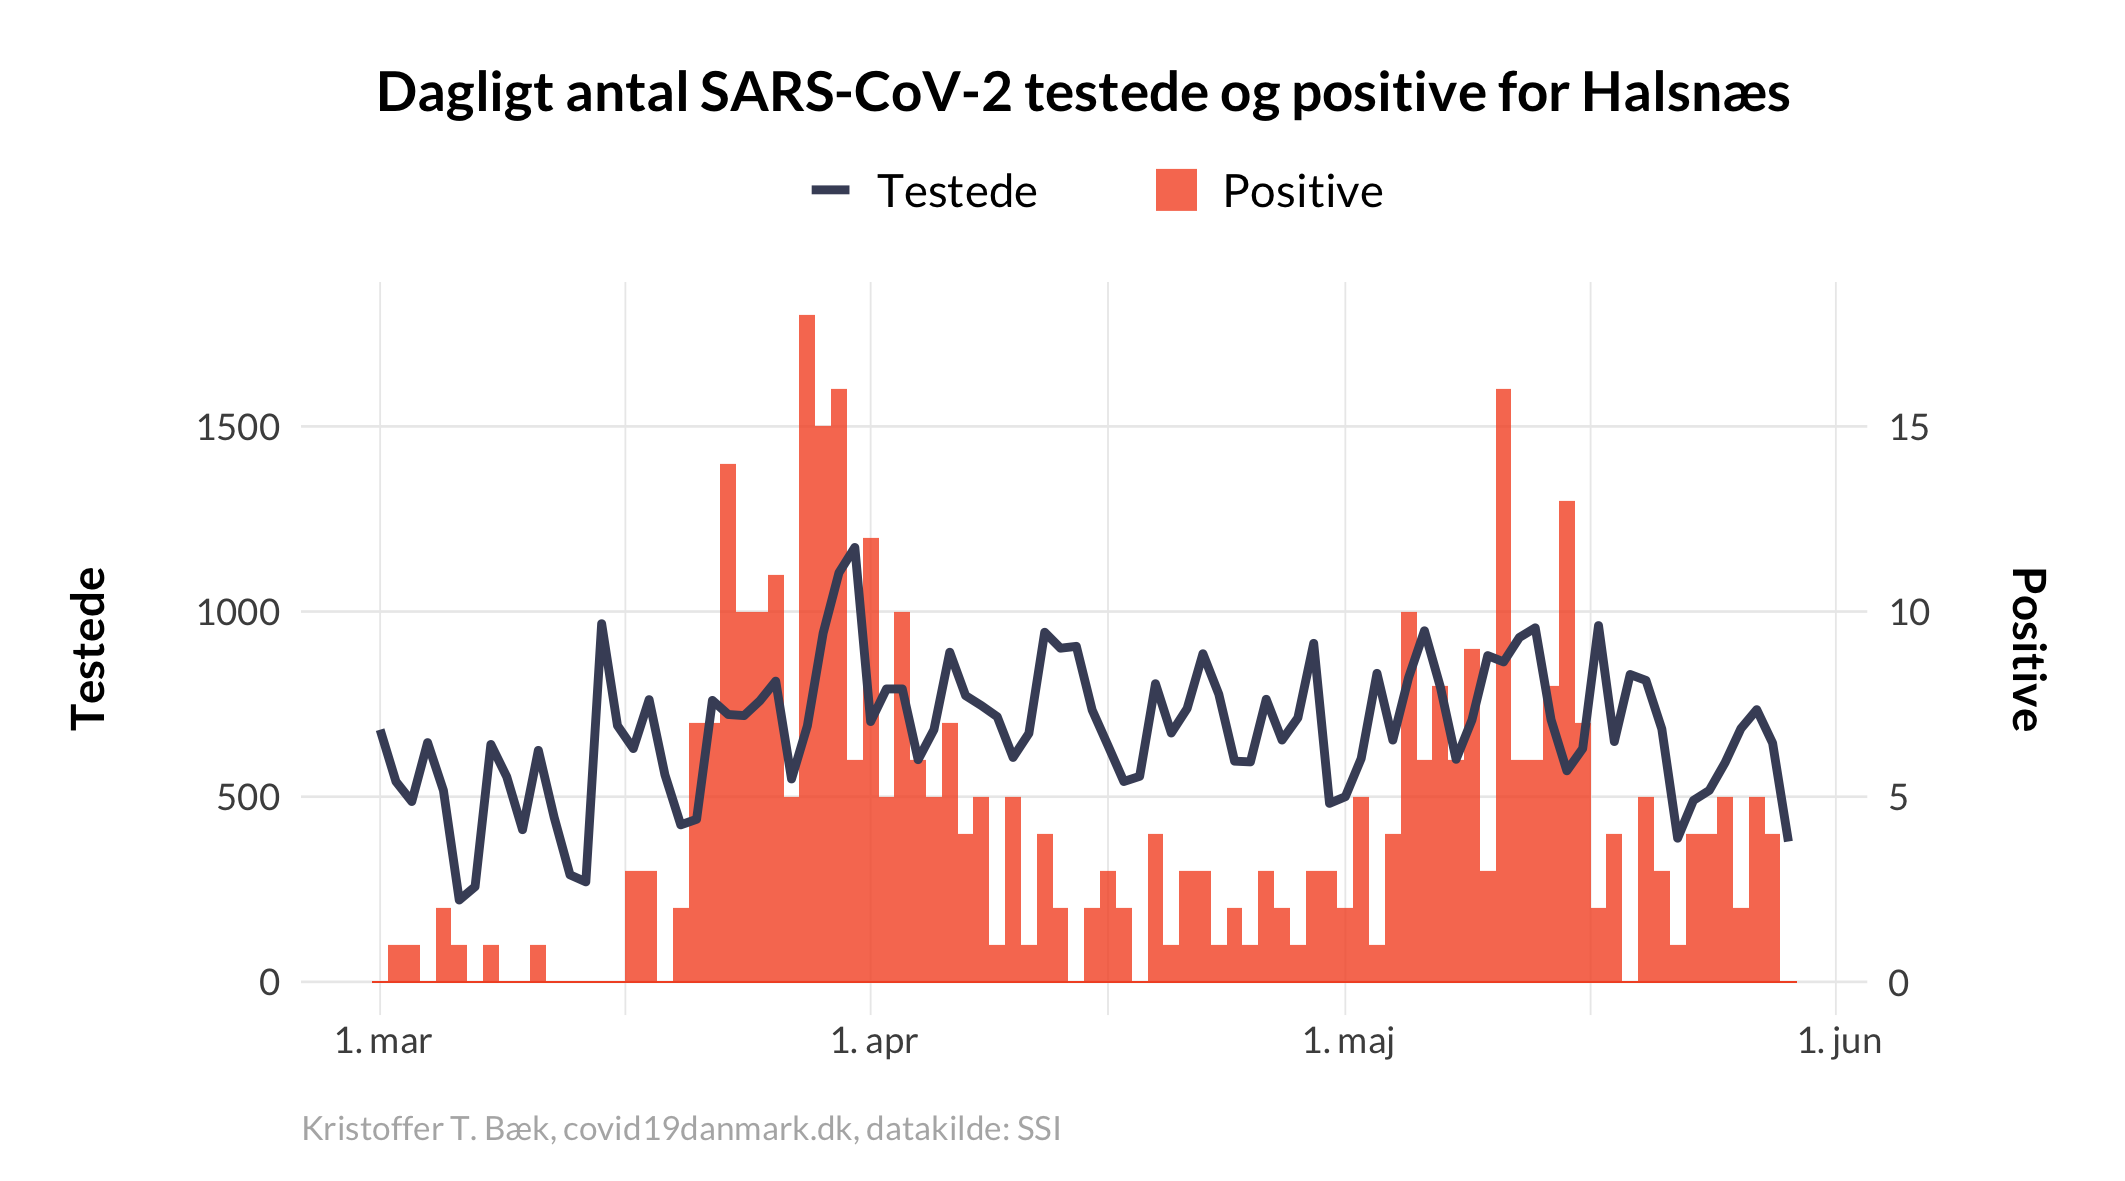 Dagligt antal SARS-CoV-2 testede og positive for Halsnæs
Testede
Positive
1500
1000
500
0
Testede
15
10
5
0
Positive
1. mar
1. apr
1. maj
1. jun
Kristoffer T. Bæk, covid19danmark.dk, datakilde: SSI